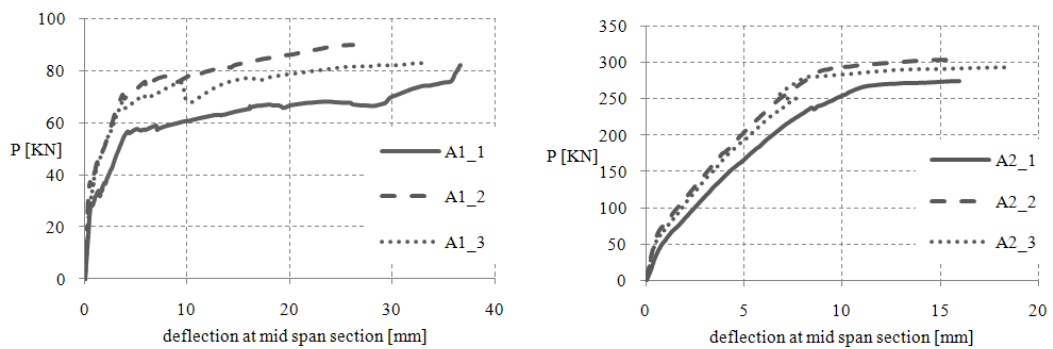 100
80
60
P [KN]
40
20
0
0 10 20 30 40
deflection at mid span section [mm]
A1_1
A1_2
A1_3
350
300
250
200
P [KN]
150
100
50
0
0 5 10 15 20
deflection at mid span section [mm]
A2_1
A2_2
A2_3